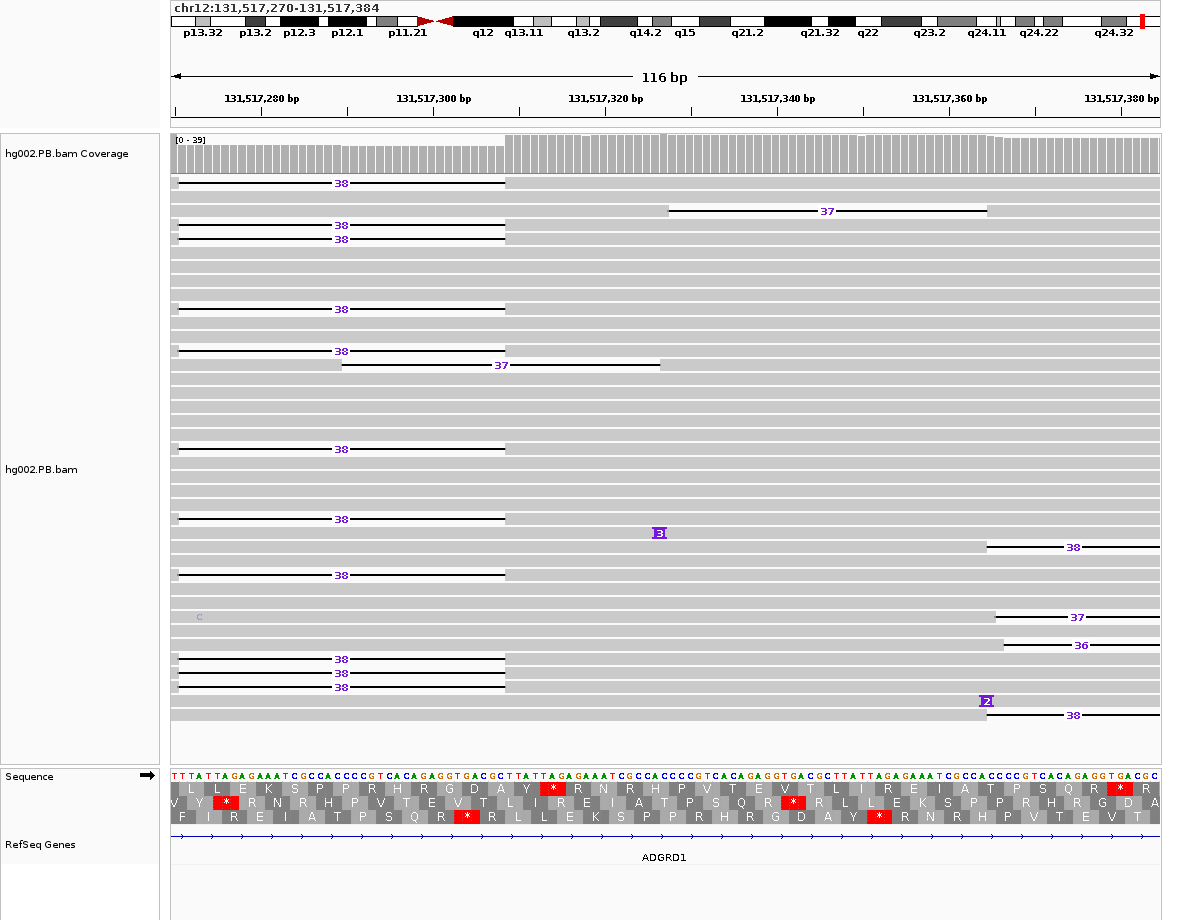 chr12:131,517,270-131,517,384
p13.32 p13.2 p12.3 p12.1 p11.21 q12 q13.11 q13.2 q14.2 q15 q21.2 q21.32 q22 q23.2 q24.11 q24.22 q24.32
116 bp
131,517,280 bp 131,517,300 bp 131,517,320 bp 131,517,340 bp 131,517,360 bp 131,517,380 bp
[0 - 39]
hg002.PB.bam Coverage
38
37
38
38
38
38
37
38
hg002.PB.bam
38
3
38
38
C 37
36
38
38
38
2
38
Sequence TTTATTAGAGAAATCGCCACCCCGTCACAGAGGTGACGCTTATTAGAGAAATCGCCACCCCGTCACAGAGGTGACGCTTATTAGAGAAATCGCCACCCCGTCACAGAGGTGACGC
L L E K S P P R H R G D A Y * R N R H P V T E V T L I R E I A T P S Q R * R
V Y * R N R H P V T E V T L I R E I A T P S Q R * R L L E K S P P R H R G D A
F I R E I A T P S Q R * R L L E K S P P R H R G D A Y * R N R H P V T E V T
RefSeq Genes
ADGRD1